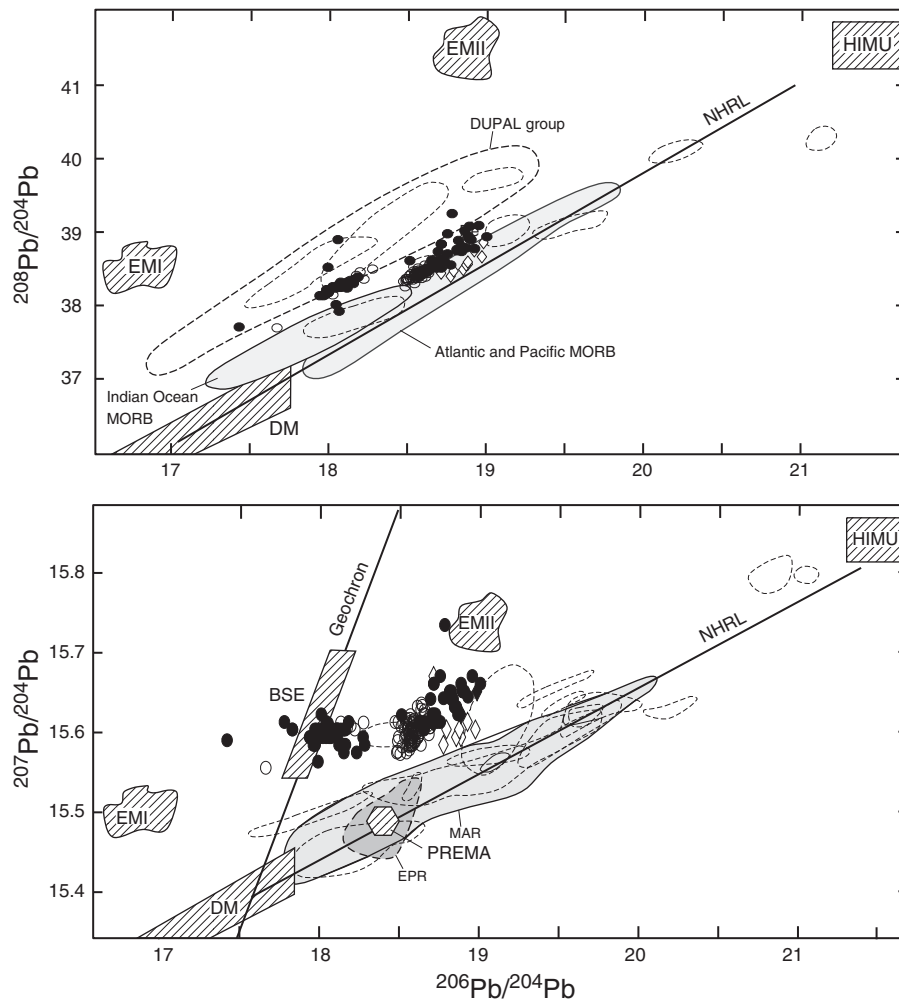 EMII
HIMU
41
NHRL
DUPAL group
40
208Pb/204Pb
39
EMI
38
Atlantic and Pacific MORB
37
Indian Ocean
MORB
DM
17
18
19
20
21
HIMU
15.8
Geochron
EMII
NHRL
15.7
BSE
207Pb/204Pb
15.6
15.5
EMI
MAR
PREMA
EPR
15.4
DM
17
18
19
20
21
206Pb/204Pb